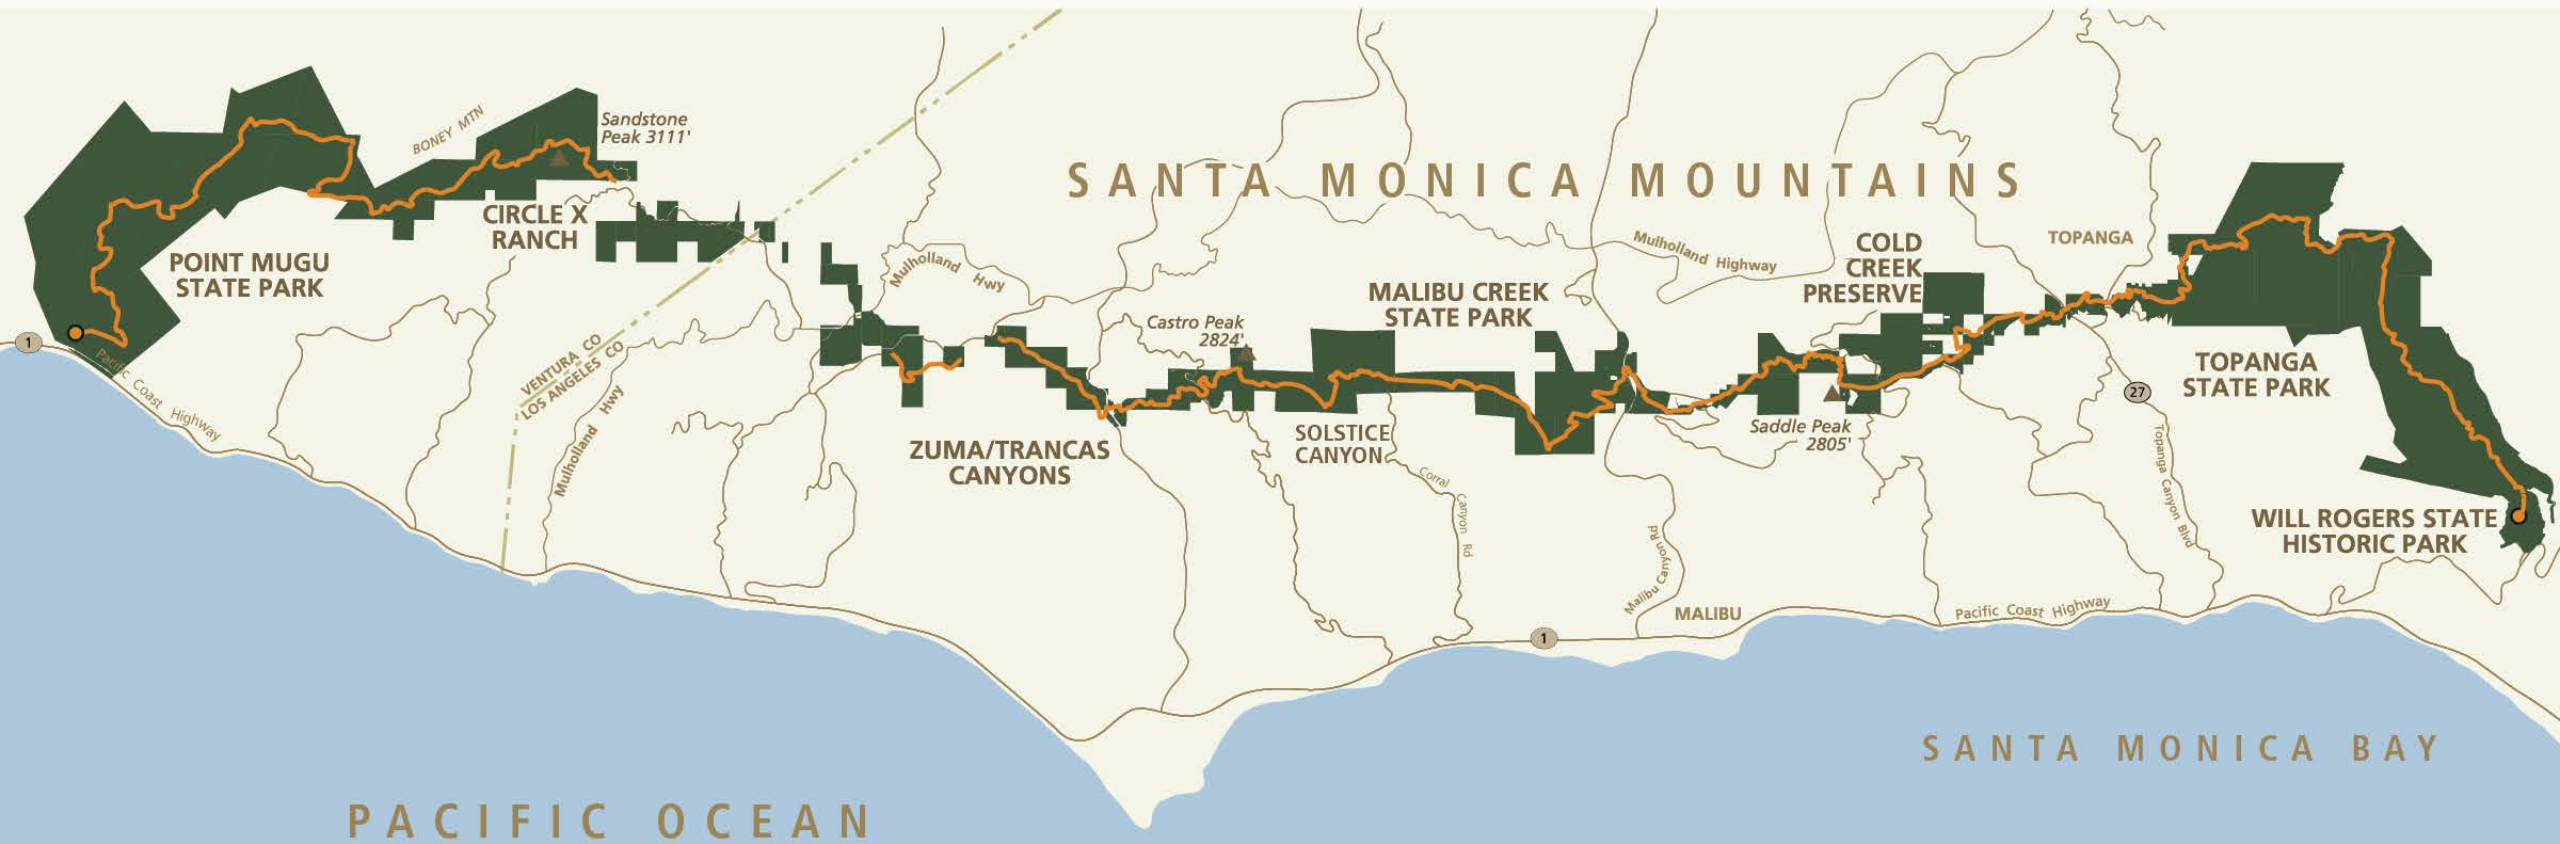 SANTA MONICA MOUNTAINS
BONEY MTN
Sandstone
Peak 3111'
CIRCLE X
RANCH
POINT MUGU
STATE PARK
1
Pacific Coast Highway
VENTURA CO
LOS ANGELES CO
Mulholland Hwy
Mulholland Hwy
ZUMA/TRANCAS
CANYONS
Castro Peak
2824'
MALIBU CREEK
STATE PARK
SOLSTICE
CANYON
Corral Canyon Rd
Mulholland Highway
COLD
CREEK
PRESERVE
TOPANGA
Saddle Peak
2805'
27
Topanga Canyon Blvd
TOPANGA
STATE PARK
WILL ROGERS STATE
HISTORIC PARK
Malibu Canyon Rd
MALIBU
1
Pacific Coast Highway
SANTA MONICA BAY
PACIFIC OCEAN